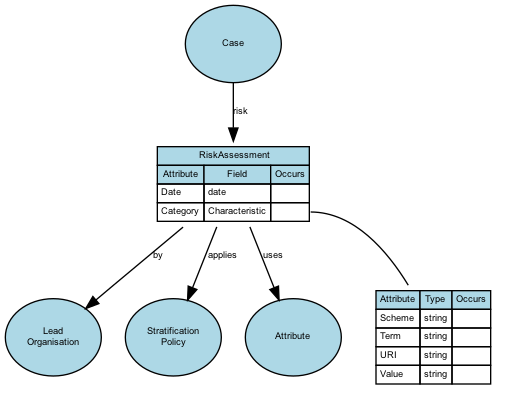 Case
risk
RiskAssessment
Attribute Field Occurs
Date date
Category Characteristic
by applies uses
Lead
Organisation
Stratification
Policy
Attribute
Attribute Type Occurs
Scheme string
Term string
URI string
Value string